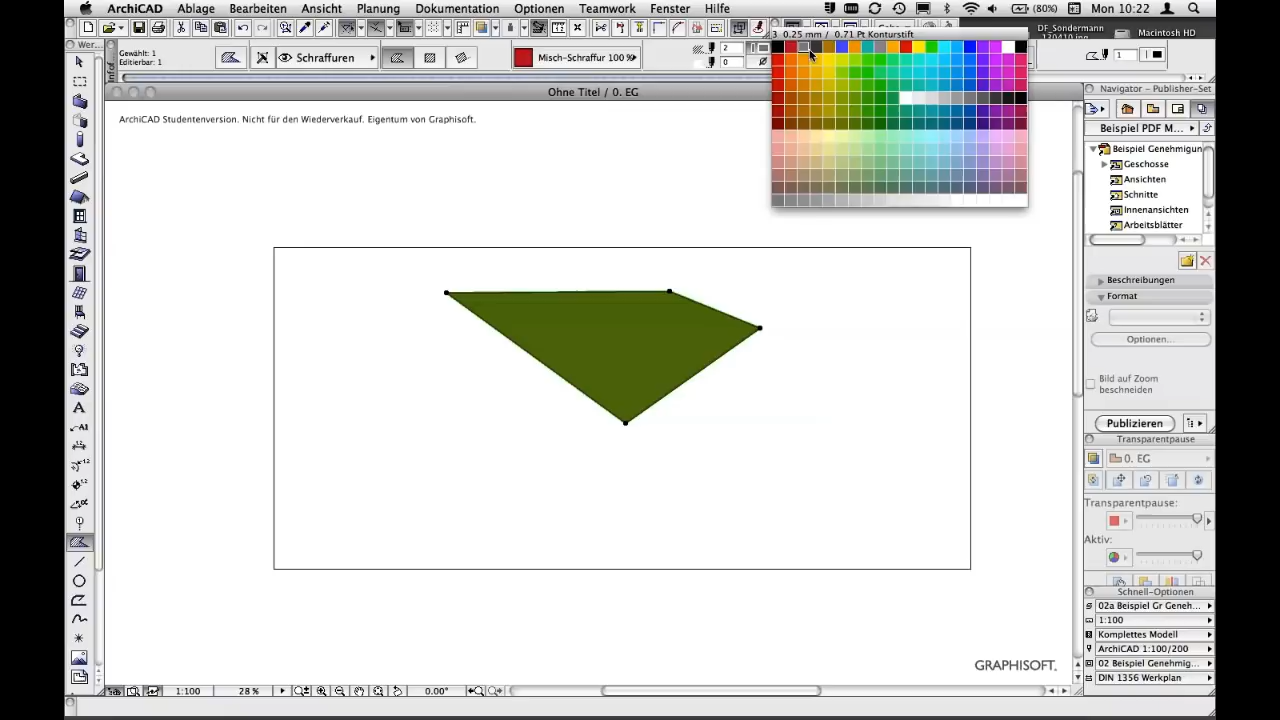 ArchiCAD Ablage Bearbeiten Ansicht Planung Dokumentation Optionen Teamwork Fenster Hilfe (80%) Mon 10:22
3 0.25 mm / 0.71 Pt Konturstift
DF_Sondermann
Macintosh HD
Wer...
Gewählt: 1
Editierbar: 1
Schraffuren
Misch-Schraffur 100 %
2
0
1
Ohne Titel / 0. EG
ArchiCAD Studentenversion. Nicht für den Wiederverkauf. Eigentum von Graphisoft.
Navigator - Publisher-Set
Beispiel PDF M...
Beispiel Genehmigun
Geschosse
Ansichten
Schnitte
Innenansichten
Arbeitsblätter
Beschreibungen
Format
Optionen...
Bild auf Zoom
beschneiden
Publizieren
Transparentpause
0. EG
Transparentpause:
Aktiv:
Schnell-Optionen
02a Beispiel Gr Geneh...
1:100
Komplettes Modell
ArchiCAD 1:100/200
02 Beispiel Genehmig...
DIN 1356 Werkplan
GRAPHISOFT.
1:100
28 %
0.00°